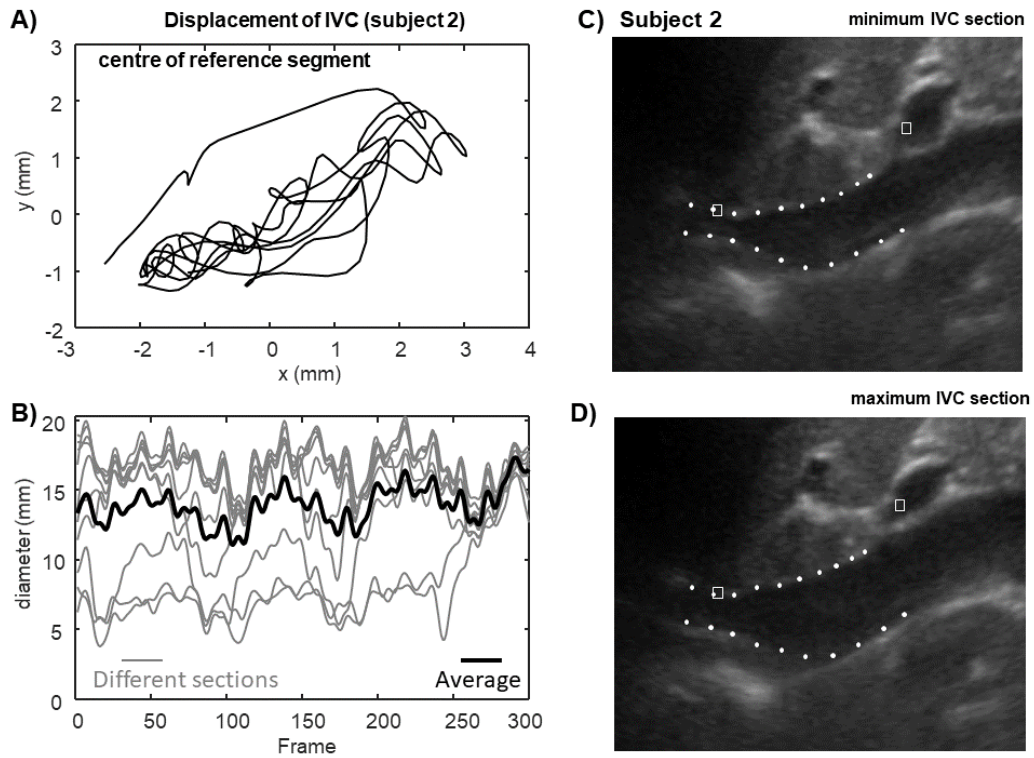 A) Displacement of IVC (subject 2)
centre of reference segment
3
2
1
0
-1
-2
y (mm)
-3 -2 -1 0 1 2 3 4
x (mm)
B)
20
15
10
5
0
diameter (mm)
Different sections
Average
0 50 100 150 200 250 300
Frame
C) Subject 2
minimum IVC section
maximum IVC section
D)